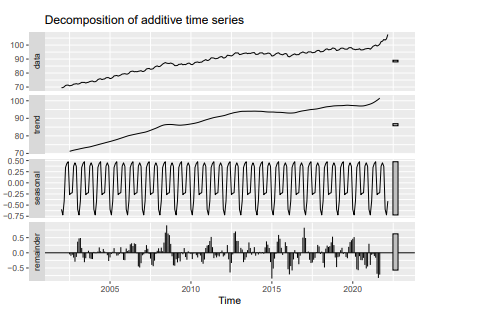 Decomposition of additive time series
data
100
90
80
70
trend
100
90
80
70
seasonal
0.50
0.25
0.00
−0.25
−0.50
−0.75
remainder
0.5
0.0
−0.5
2005 2010 2015 2020
Time